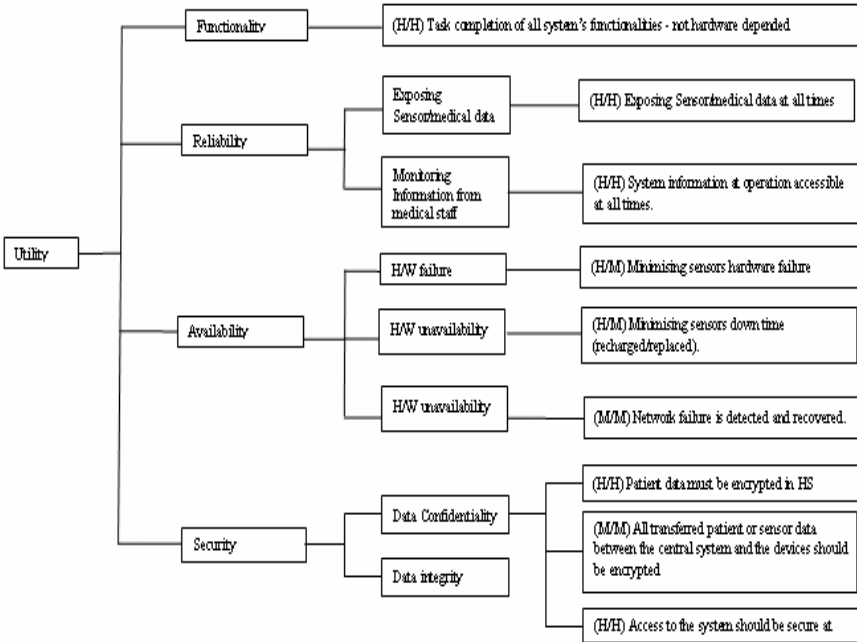 Functionality
(H/H) Task completion of all system's functionalities - not hardware depended
Exposing
Sensor/medical data
(H/H) Exposing Sensor/medical data at all times
Reliability
Monitoring
Information from
medical staff
(H/H) System information at operation accessible
at all times.
Utility
H/W failure
(H/M) Minimising sensors hardware failure
Availability
H/W unavailability
(H/M) Minimising sensors down time
(recharged/replaced).
H/W unavailability
(M/M) Network failure is detected and recovered.
(H/H) Patient data must be encrypted in HS
Data Confidentiality
(M/M) All transferred patient or sensor data
between the central system and the devices should
be encrypted
Security
Data integrity
(H/H) Access to the system should be secure at